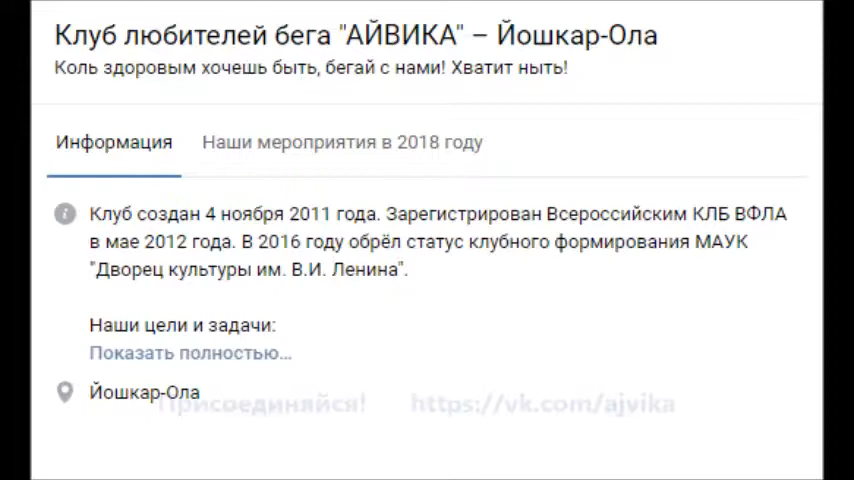 Клуб любителей бега "АЙВИКА" – Йошкар-Ола
Коль здоровым хочешь быть, бегай с нами! Хватит ныть!
Информация Наши мероприятия в 2018 году
Клуб создан 4 ноября 2011 года. Зарегистрирован Всероссийским КЛБ ВФЛА
в мае 2012 года. В 2016 году обрёл статус клубного формирования МАУК
"Дворец культуры им. В.И. Ленина".
Наши цели и задачи:
Показать полностью...
Йошкар-Ола
Присоединяйся! https://vk.com/ajvika